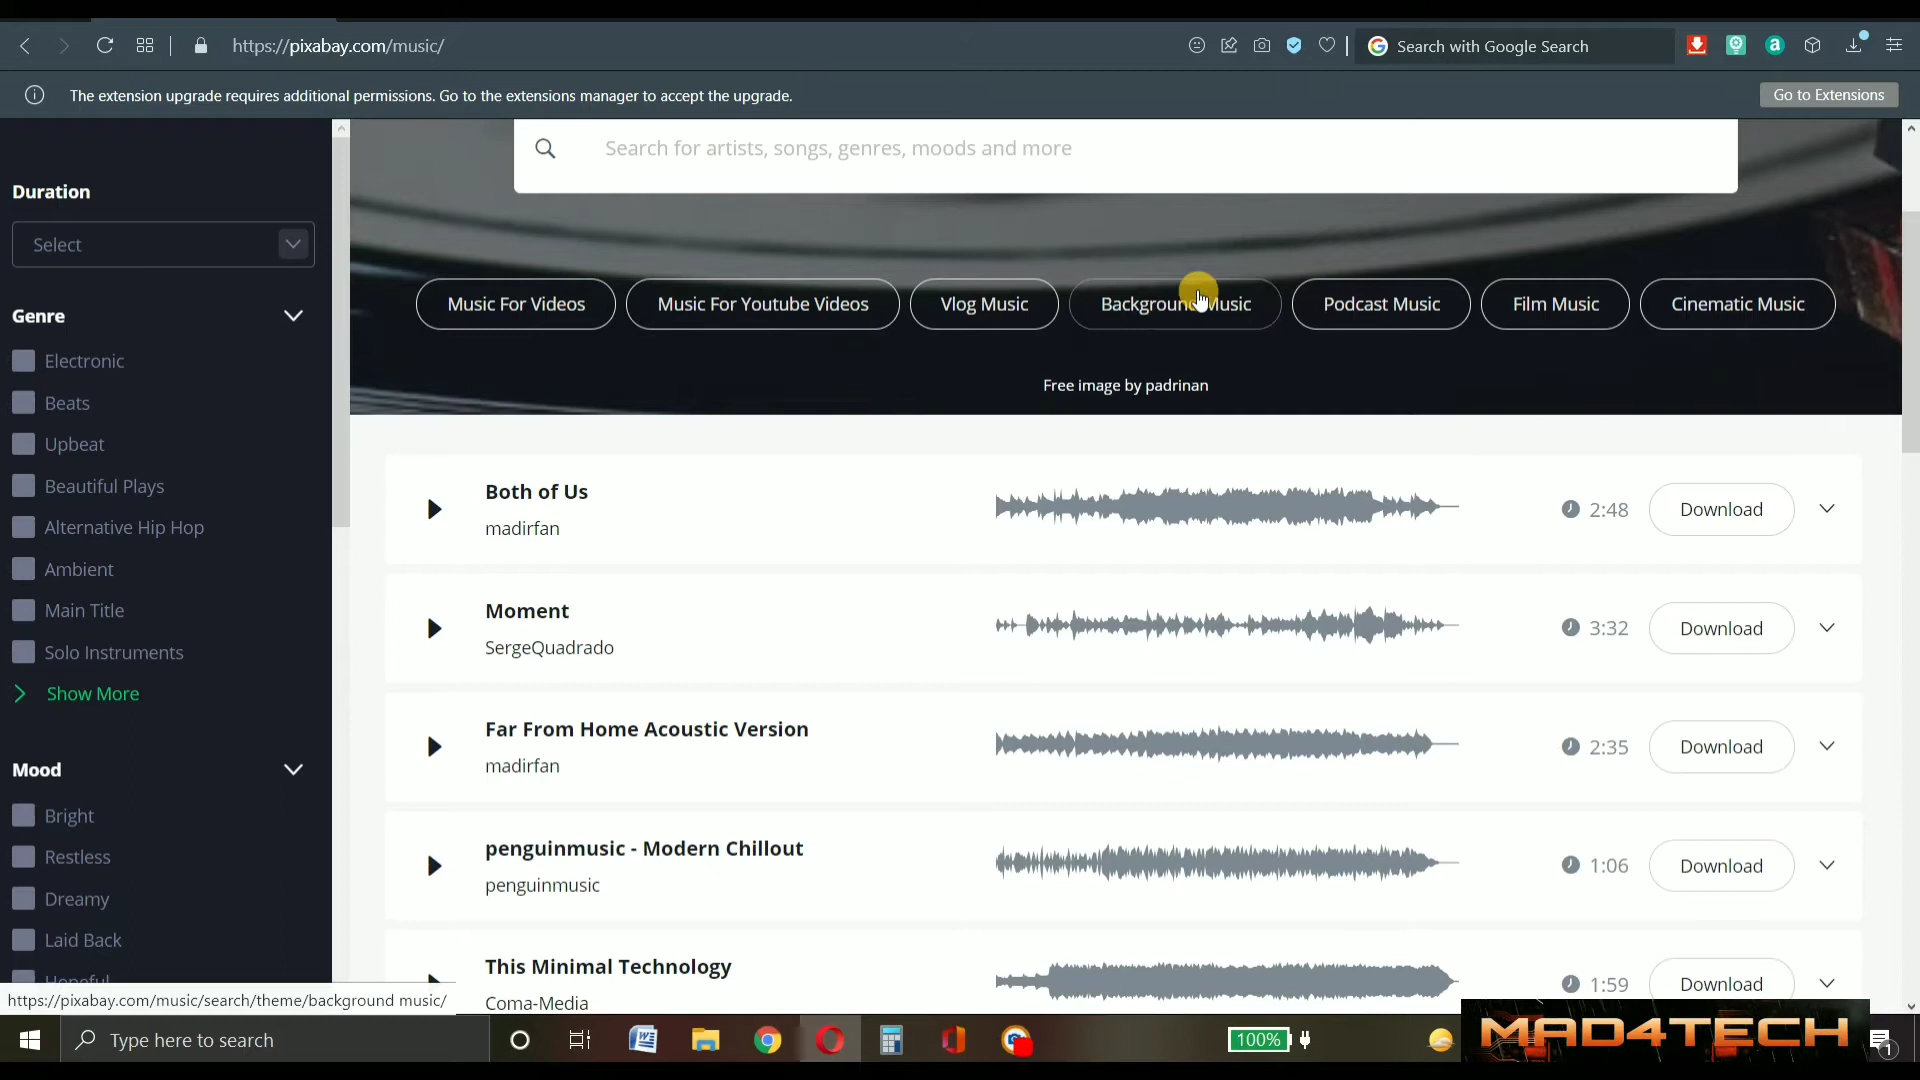 https://pixabay.com/music/
Search with Google Search
The extension upgrade requires additional permissions. Go to the extensions manager to accept the upgrade.
Go to Extensions
Search for artists, songs, genres, moods and more
Music For Videos
Music For Youtube Videos
Vlog Music
Background Music
Podcast Music
Film Music
Cinematic Music
Free image by padrinan
Duration
Select
Genre
Electronic
Beats
Upbeat
Beautiful Plays
Alternative Hip Hop
Ambient
Main Title
Solo Instruments
Show More
Mood
Bright
Restless
Dreamy
Laid Back
Hopeful
https://pixabay.com/music/search/theme/background music/
Both of Us
madirfan
2:48
Download
Moment
SergeQuadrado
3:32
Download
Far From Home Acoustic Version
madirfan
2:35
Download
penguinmusic - Modern Chillout
penguinmusic
1:06
Download
This Minimal Technology
Coma-Media
1:59
Download
Type here to search
100%
MAD4TECH
1